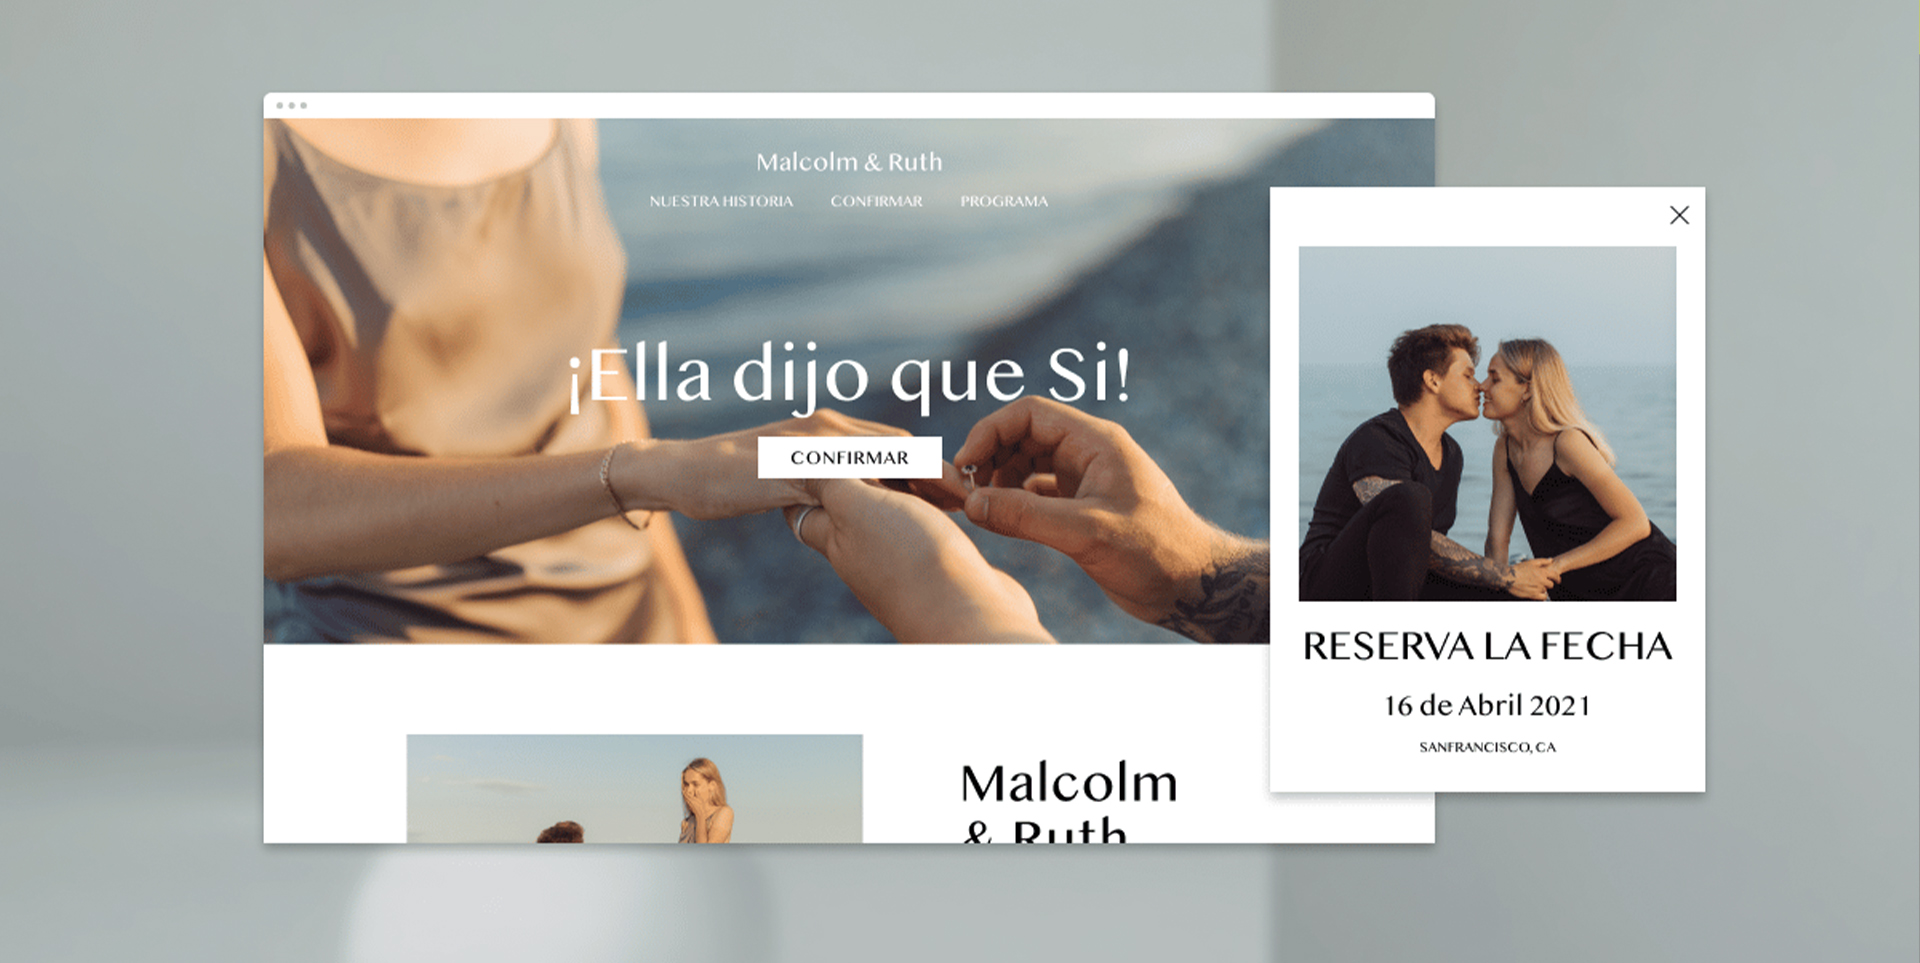 Malcolm & Ruth
NUESTRA HISTORIA CONFIRMAR PROGRAMA
¡Ella dijo que Si!
CONFIRMAR
Malcolm
& Ruth
RESERVA LA FECHA
16 de Abril 2021
SANFRANCISCO, CA